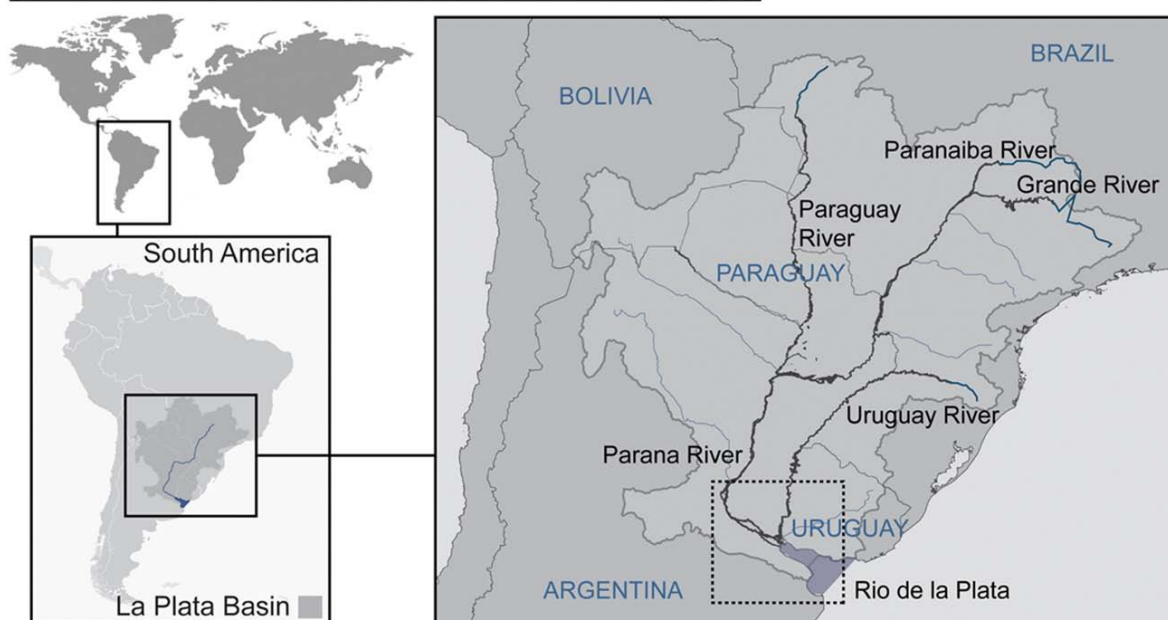 South America
La Plata Basin
BRAZIL
BOLIVIA
Paranaiba River
Grande River
Paraguay
River
PARAGUAY
Uruguay River
Parana River
URUGUAY
ARGENTINA
Rio de la Plata